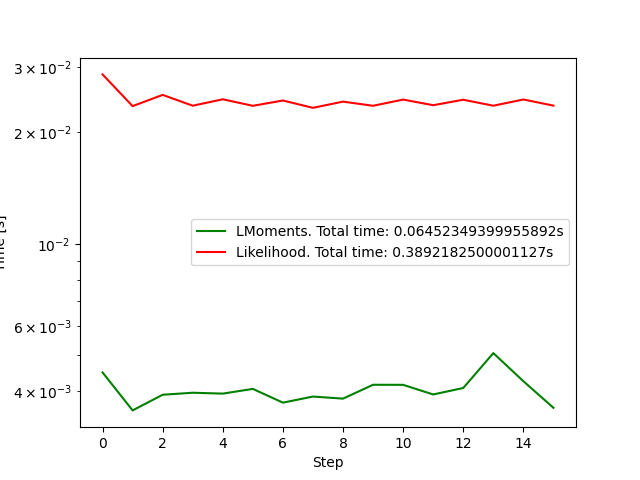 3 × 10⁻²
2 × 10⁻²
10⁻²
6 × 10⁻³
4 × 10⁻³
Time [s]
LMoments. Total time: 0.06452349399955892s
Likelihood. Total time: 0.3892182500001127s
0 2 4 6 8 10 12 14
Step